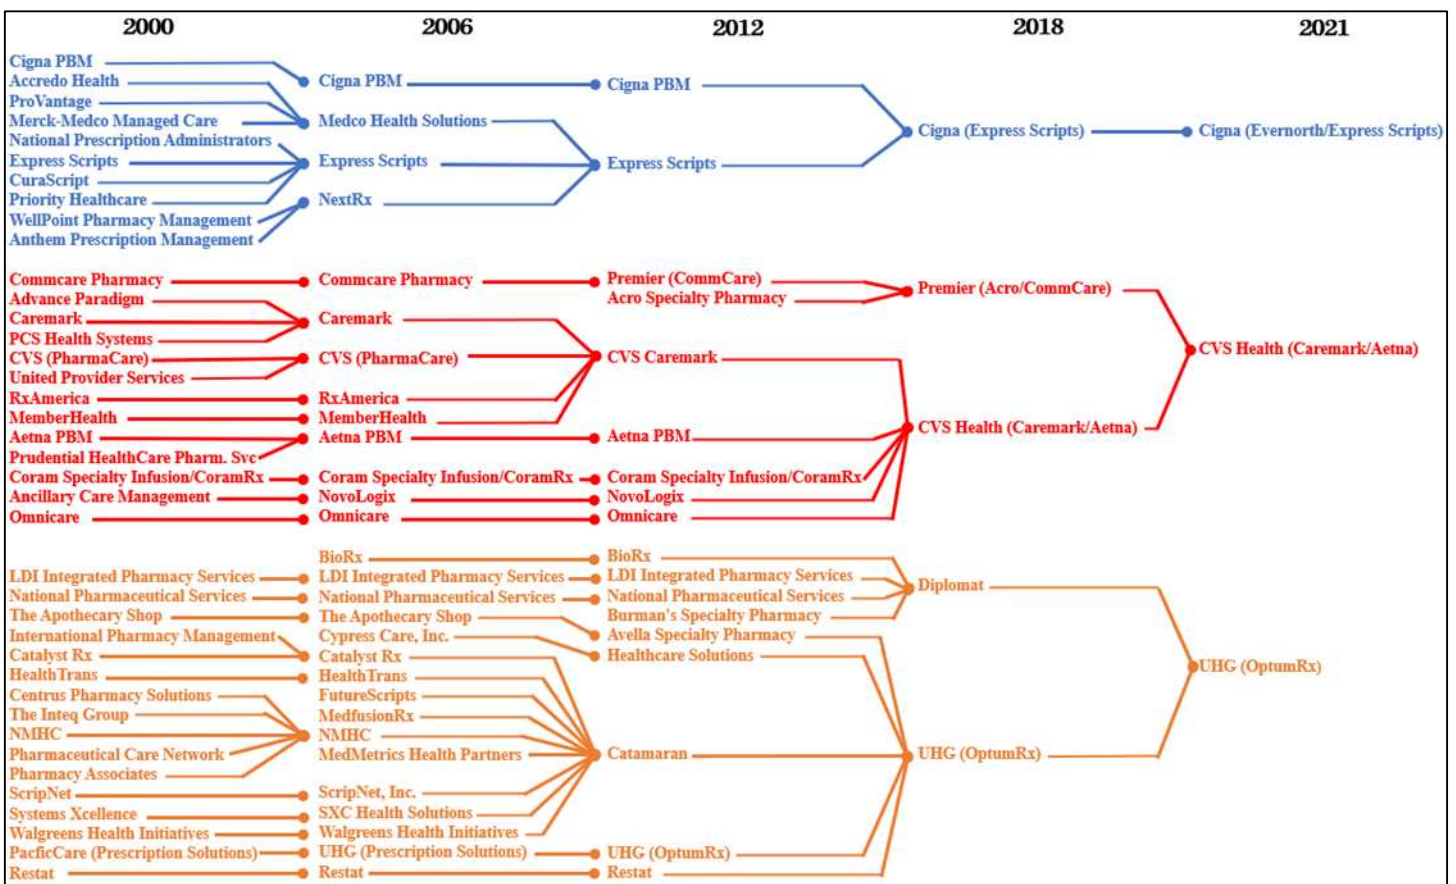 2000 2006 2012 2018 2021
Cigna PBM
Accredo Health
ProVantage
Merck-Medco Managed Care
National Prescription Administrators
Express Scripts
CuraScript
Priority Healthcare
WellPoint Pharmacy Management
Anthem Prescription Management
Cigna PBM
Medco Health Solutions
Express Scripts
NextRx
Cigna PBM
Express Scripts
Cigna (Express Scripts)
Cigna (Evernorth/Express Scripts)
Commcare Pharmacy
Advance Paradigm
Caremark
PCS Health Systems
CVS (PharmaCare)
United Provider Services
RxAmerica
MemberHealth
Aetna PBM
Prudential HealthCare Pharm. Svc
Coram Specialty Infusion/CoramRx
Ancillary Care Management
Omnicare
Commcare Pharmacy
Caremark
CVS (PharmaCare)
RxAmerica
MemberHealth
Aetna PBM
Coram Specialty Infusion/CoramRx
NovoLogix
Omnicare
Premier (CommCare)
Acro Specialty Pharmacy
CVS Caremark
Aetna PBM
Coram Specialty Infusion/CoramRx
NovoLogix
Omnicare
Premier (Acro/CommCare)
CVS Health (Caremark/Aetna)
CVS Health (Caremark/Aetna)
LDI Integrated Pharmacy Services
National Pharmaceutical Services
The Apothecary Shop
International Pharmacy Management
Catalyst Rx
HealthTrans
Centrus Pharmacy Solutions
The Inteq Group
NMHC
Pharmaceutical Care Network
Pharmacy Associates
ScripNet
Systems Xcellence
Walgreens Health Initiatives
PacficCare (Prescription Solutions)
Restat
BioRx
LDI Integrated Pharmacy Services
National Pharmaceutical Services
The Apothecary Shop
Cypress Care, Inc.
Catalyst Rx
HealthTrans
FutureScripts
MedfusionRx
NMHC
MedMetrics Health Partners
ScripNet, Inc.
SXC Health Solutions
Walgreens Health Initiatives
UHG (Prescription Solutions)
Restat
BioRx
LDI Integrated Pharmacy Services
National Pharmaceutical Services
Burman's Specialty Pharmacy
Avella Specialty Pharmacy
Healthcare Solutions
Catamaran
UHG (OptumRx)
Restat
Diplomat
UHG (OptumRx)
UHG (OptumRx)